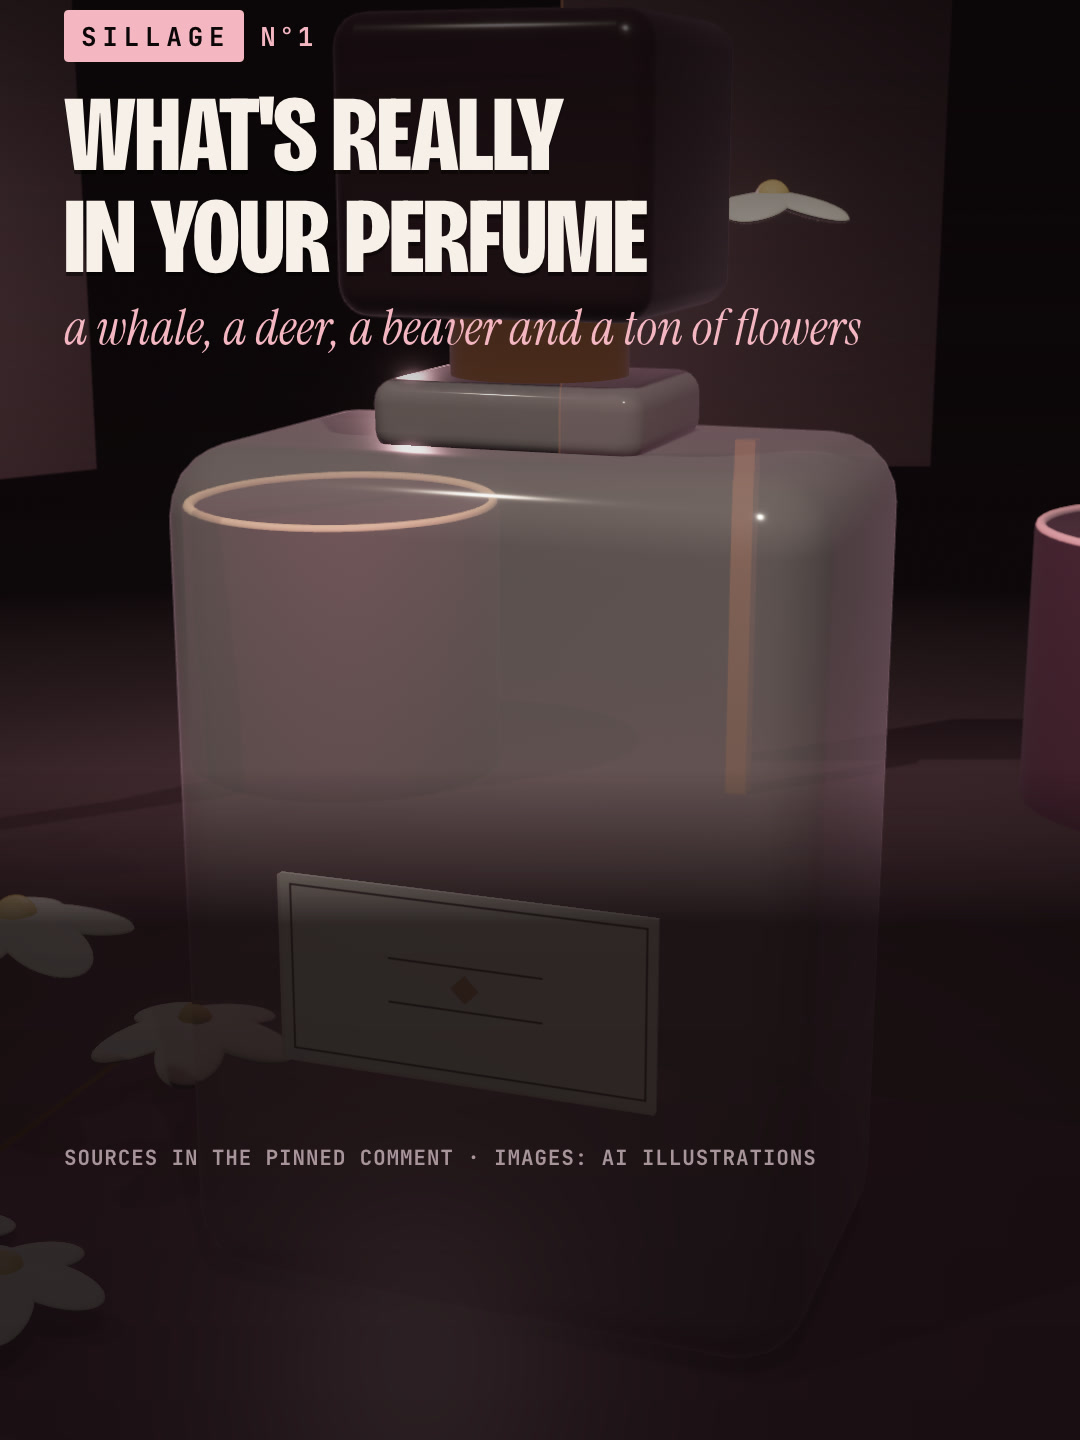 SILLAGE N°1
WHAT'S REALLY
IN YOUR PERFUME
a whale, a deer, a beaver and a ton of flowers
SOURCES IN THE PINNED COMMENT · IMAGES: AI ILLUSTRATIONS